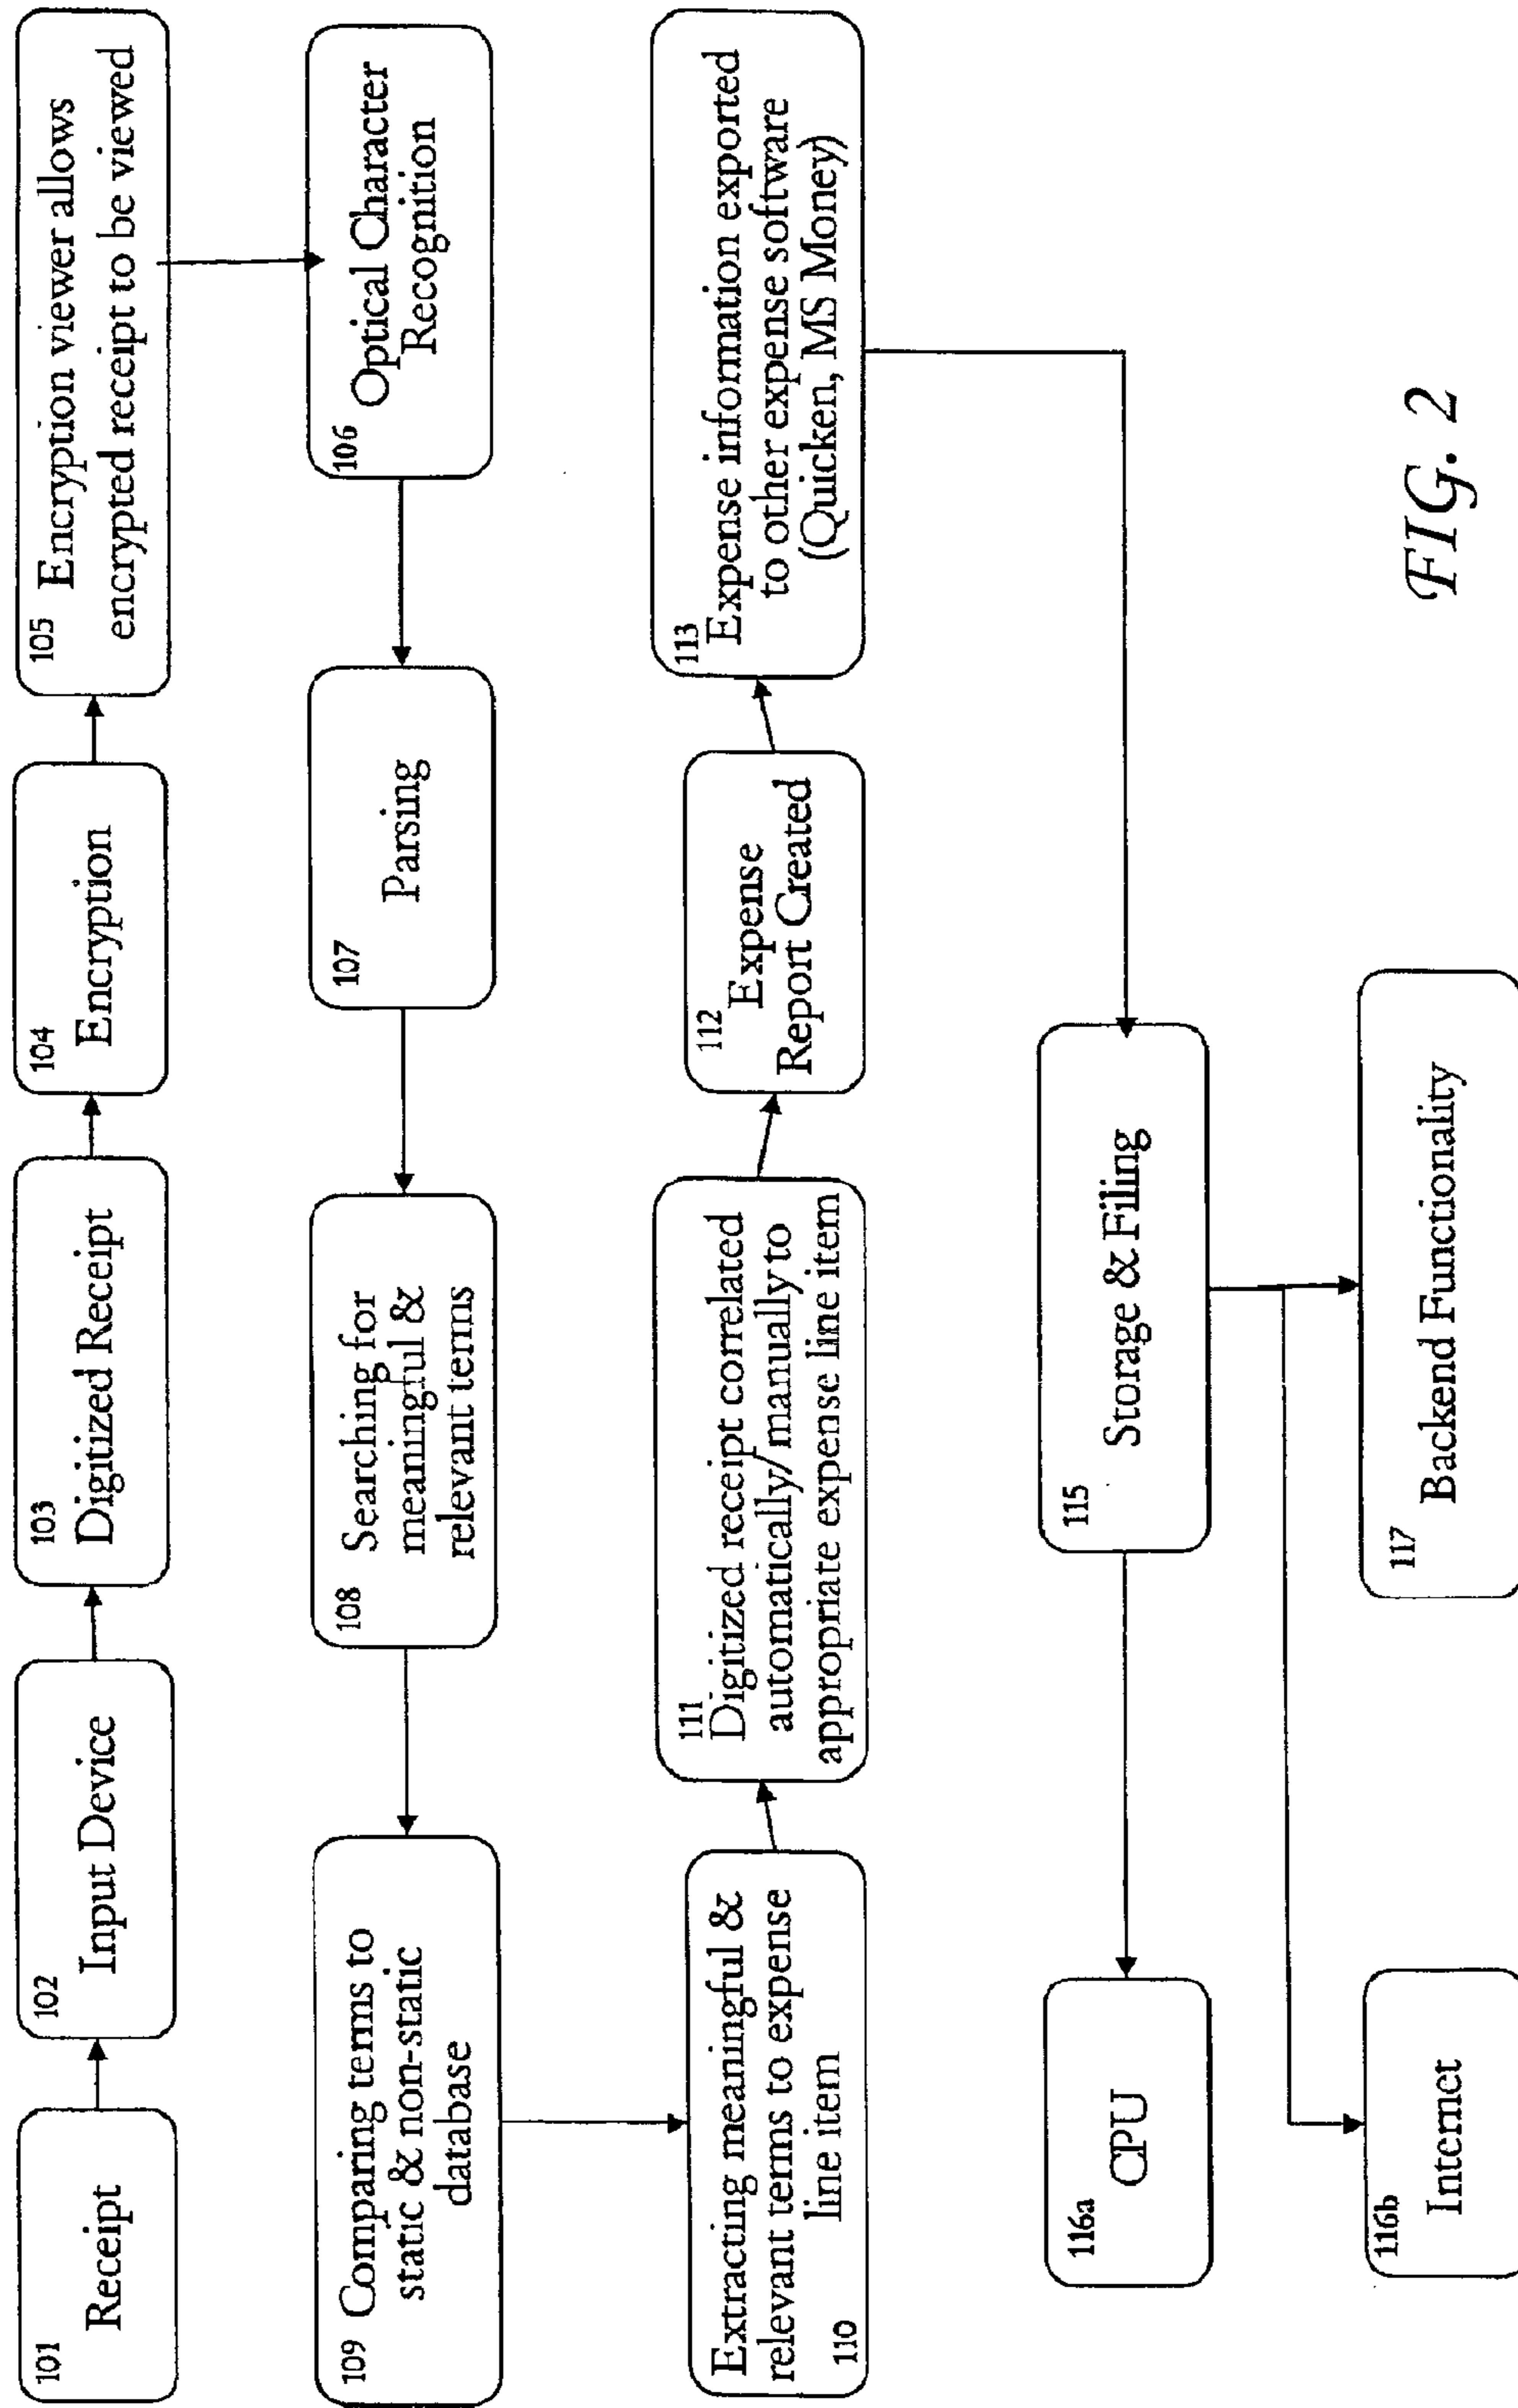 101
Receipt
102
Input Device
103
Digitized Receipt
104
Encryption
105
Encryption viewer allows
encrypted receipt to be viewed
106
Optical Character
Recognition
107
Parsing
108
Searching for
meaningful &
relevant terms
109
Comparing terms to
static & non-static
database
Extracting meaningful &
relevant terms to expense
line item
110
111
Digitized receipt correlated
automatically/manually to
appropriate expense line item
112
Expense
Report Created
113
Expense information exported
to other expense software
(Quicken, MS Money)
115
Storage & Filing
116a
CPU
116b
Internet
117
Backend Functionality
FIG. 2